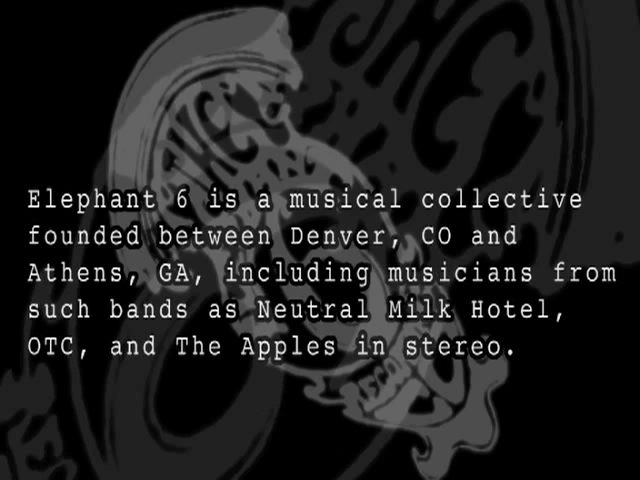 Elephant 6 is a musical collective
founded between Denver, CO and
Athens, GA, including musicians from
such bands as Neutral Milk Hotel,
OTC, and The Apples in stereo.